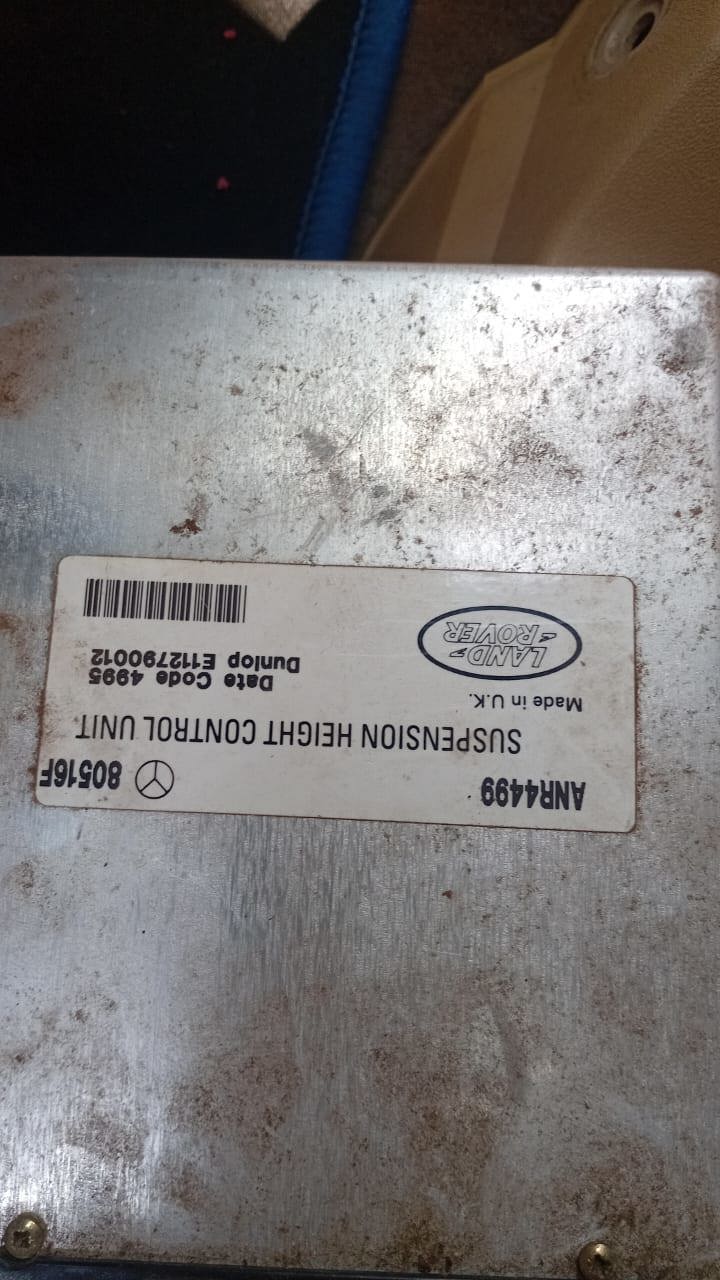 ANR4499 80516F
SUSPENSION HEIGHT CONTROL UNIT
Made in U.K.
Date Code 4995
Dunlop E112790012
LAND ROVER